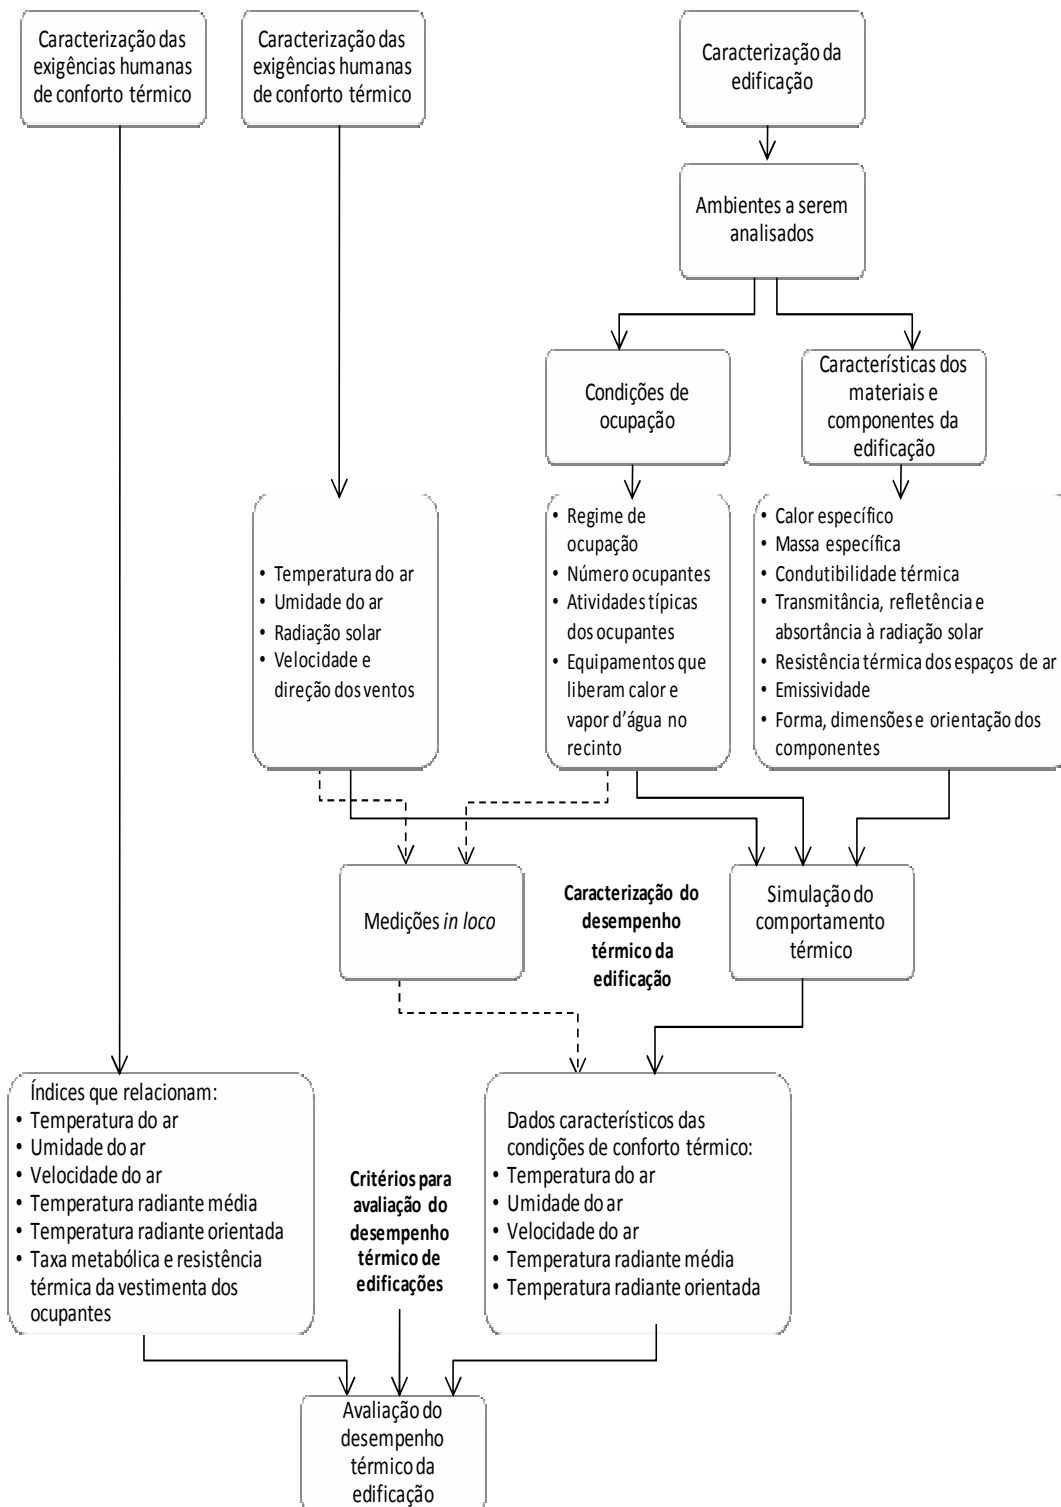 Caracterização das
exigências humanas
de conforto térmico
Caracterização das
exigências humanas
de conforto térmico
Caracterização da
edificação
Ambientes a serem
analisados
Condições de
ocupação
Características dos
materiais e
componentes da
edificação
• Temperatura do ar
• Umidade do ar
• Radiação solar
• Velocidade e
direção dos ventos
• Regime de
ocupação
• Número ocupantes
• Atividades típicas
dos ocupantes
• Equipamentos que
liberam calor e
vapor d'água no
recinto
• Calor específico
• Massa específica
• Condutibilidade térmica
• Transmitância, refletência e
absortância à radiação solar
• Resistência térmica dos espaços de ar
• Emissividade
• Forma, dimensões e orientação dos
componentes
Medições in loco
Caracterização do
desempenho
térmico da
edificação
Simulação do
comportamento
térmico
Índices que relacionam:
• Temperatura do ar
• Umidade do ar
• Velocidade do ar
• Temperatura radiante média
• Temperatura radiante orientada
• Taxa metabólica e resistência
térmica da vestimenta dos
ocupantes
Critérios para
avaliação do
desempenho
térmico de
edificações
Dados característicos das
condições de conforto térmico:
• Temperatura do ar
• Umidade do ar
• Velocidade do ar
• Temperatura radiante média
• Temperatura radiante orientada
Avaliação do
desempenho
térmico da
edificação